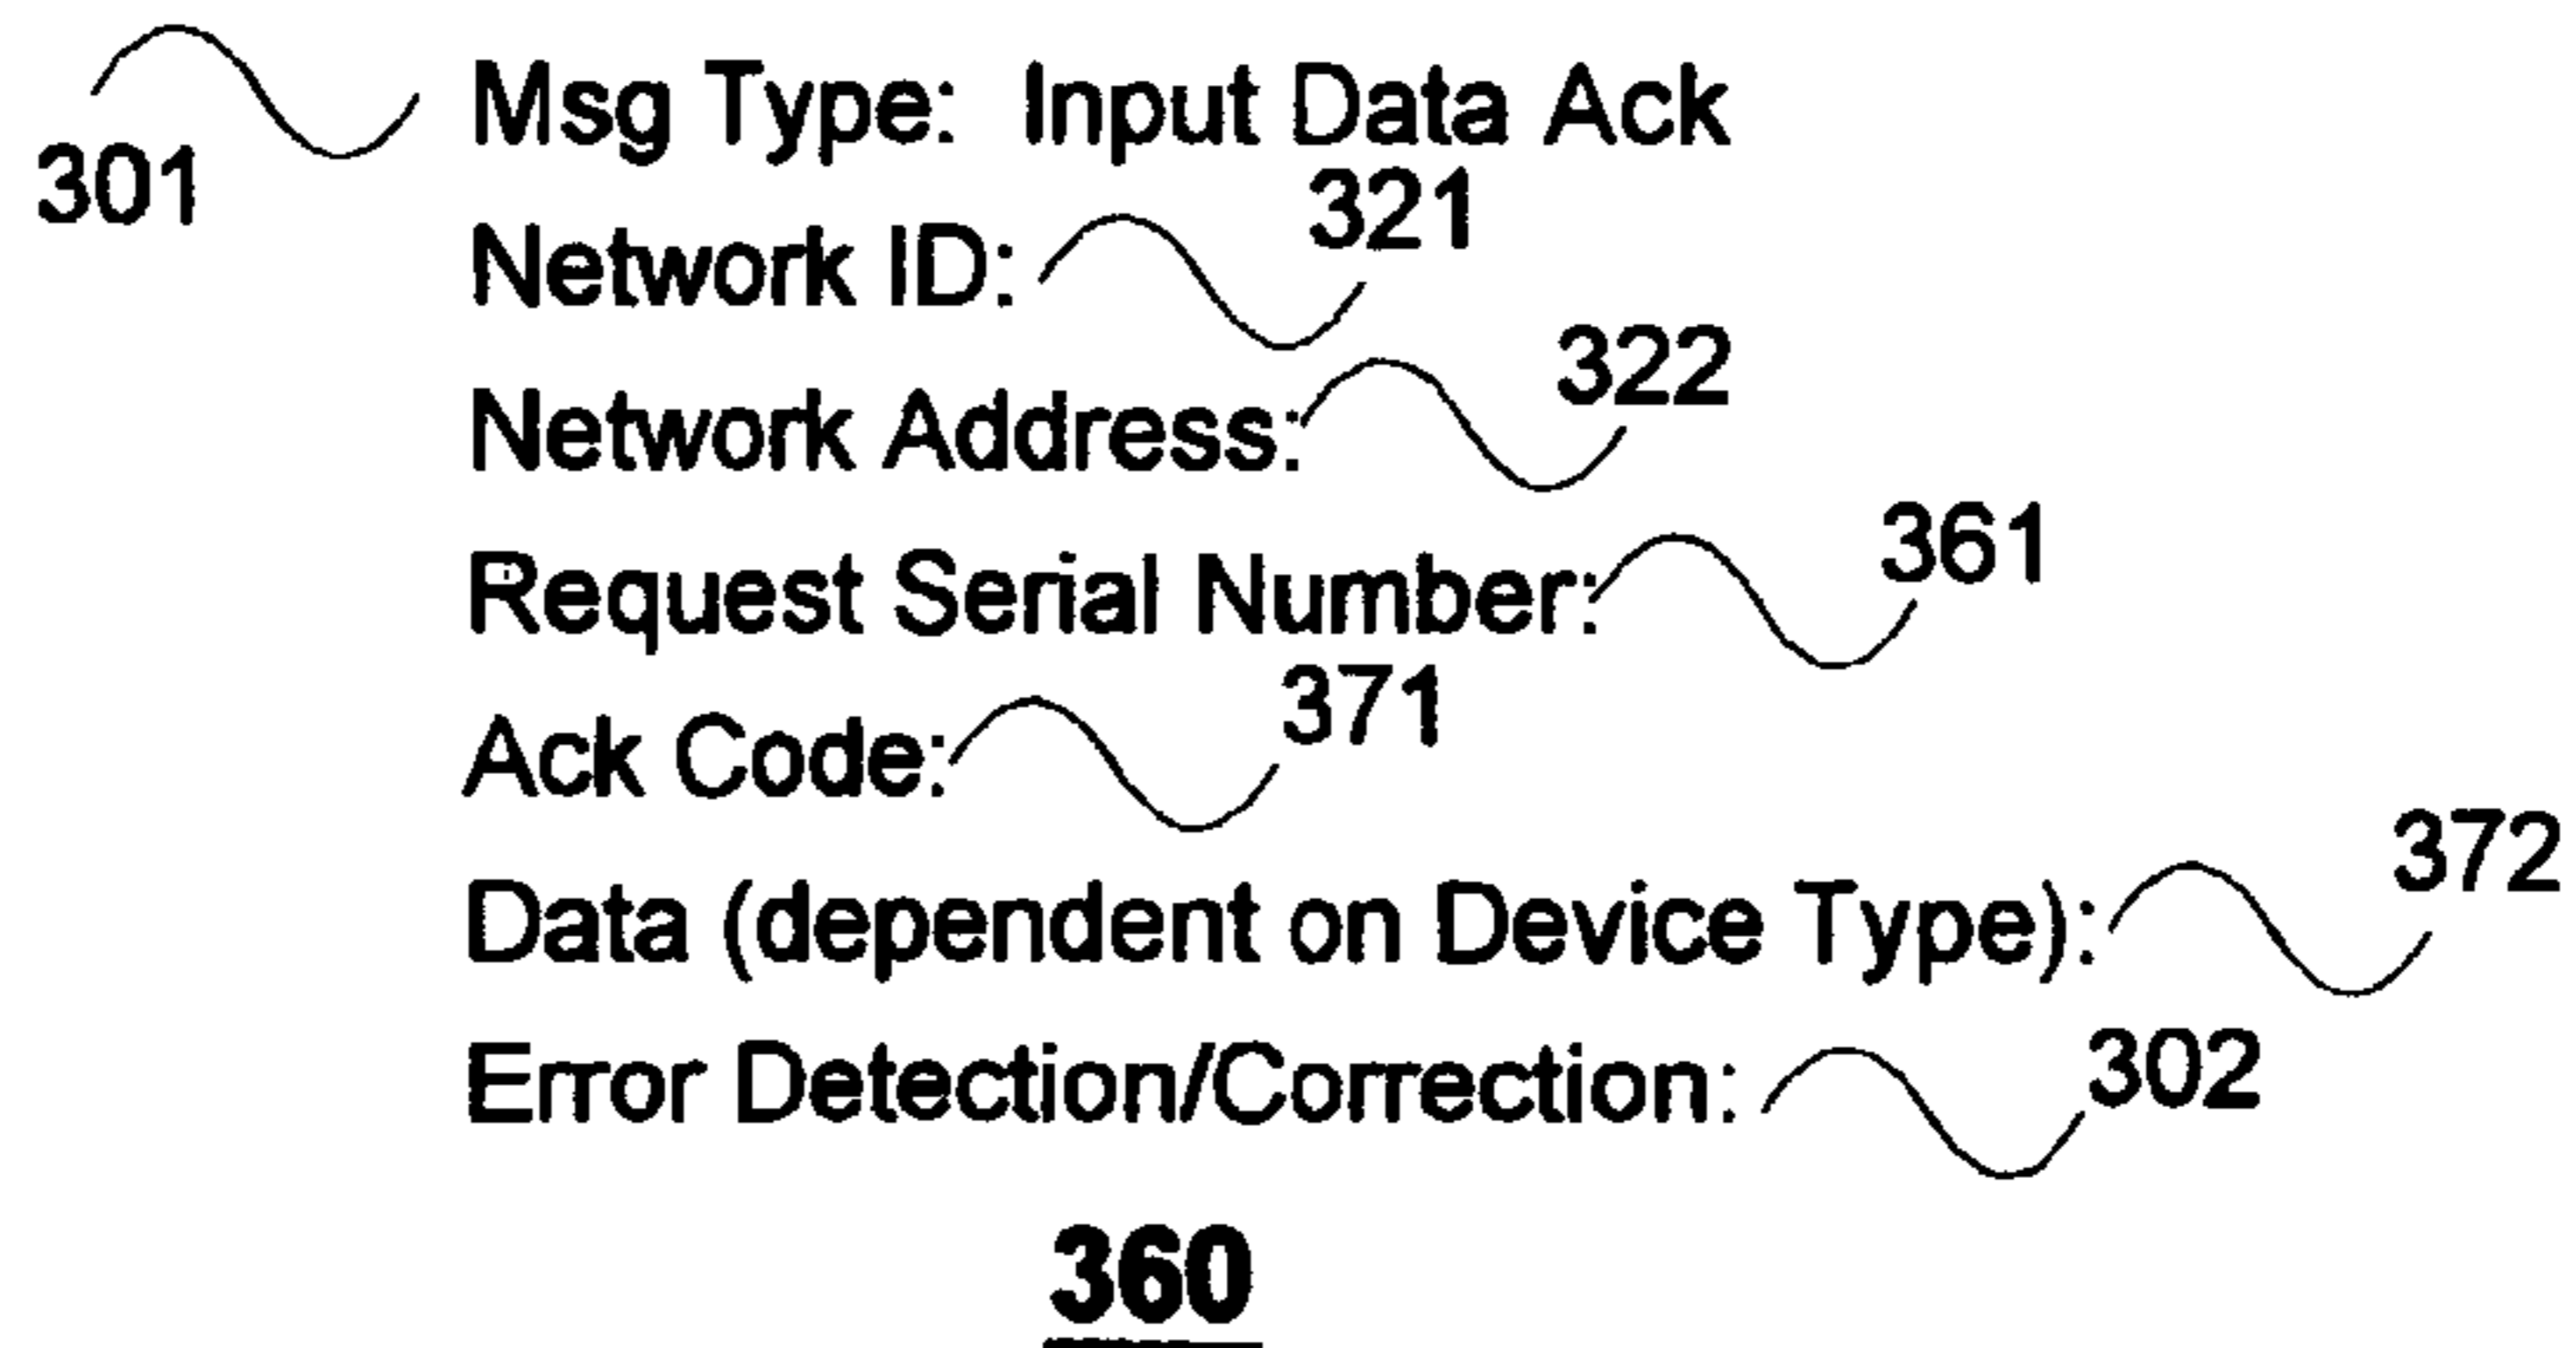 301 Msg Type: Input Data Ack
Network ID: 321
Network Address: 322
Request Serial Number: 361
Ack Code: 371
Data (dependent on Device Type): 372
Error Detection/Correction: 302
360